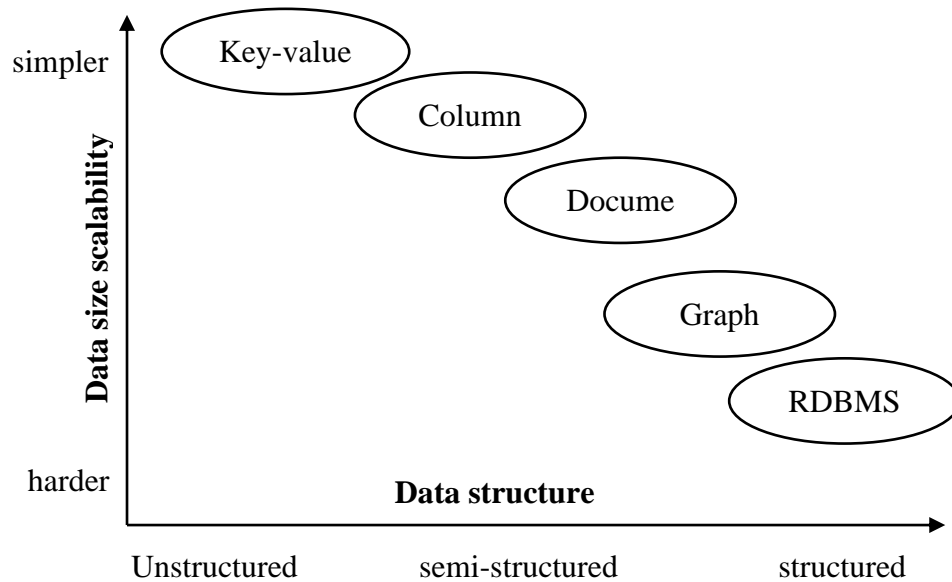 simpler
Key-value
Column
Data size scalability
Docume
Graph
RDBMS
harder
Data structure
Unstructured semi-structured structured